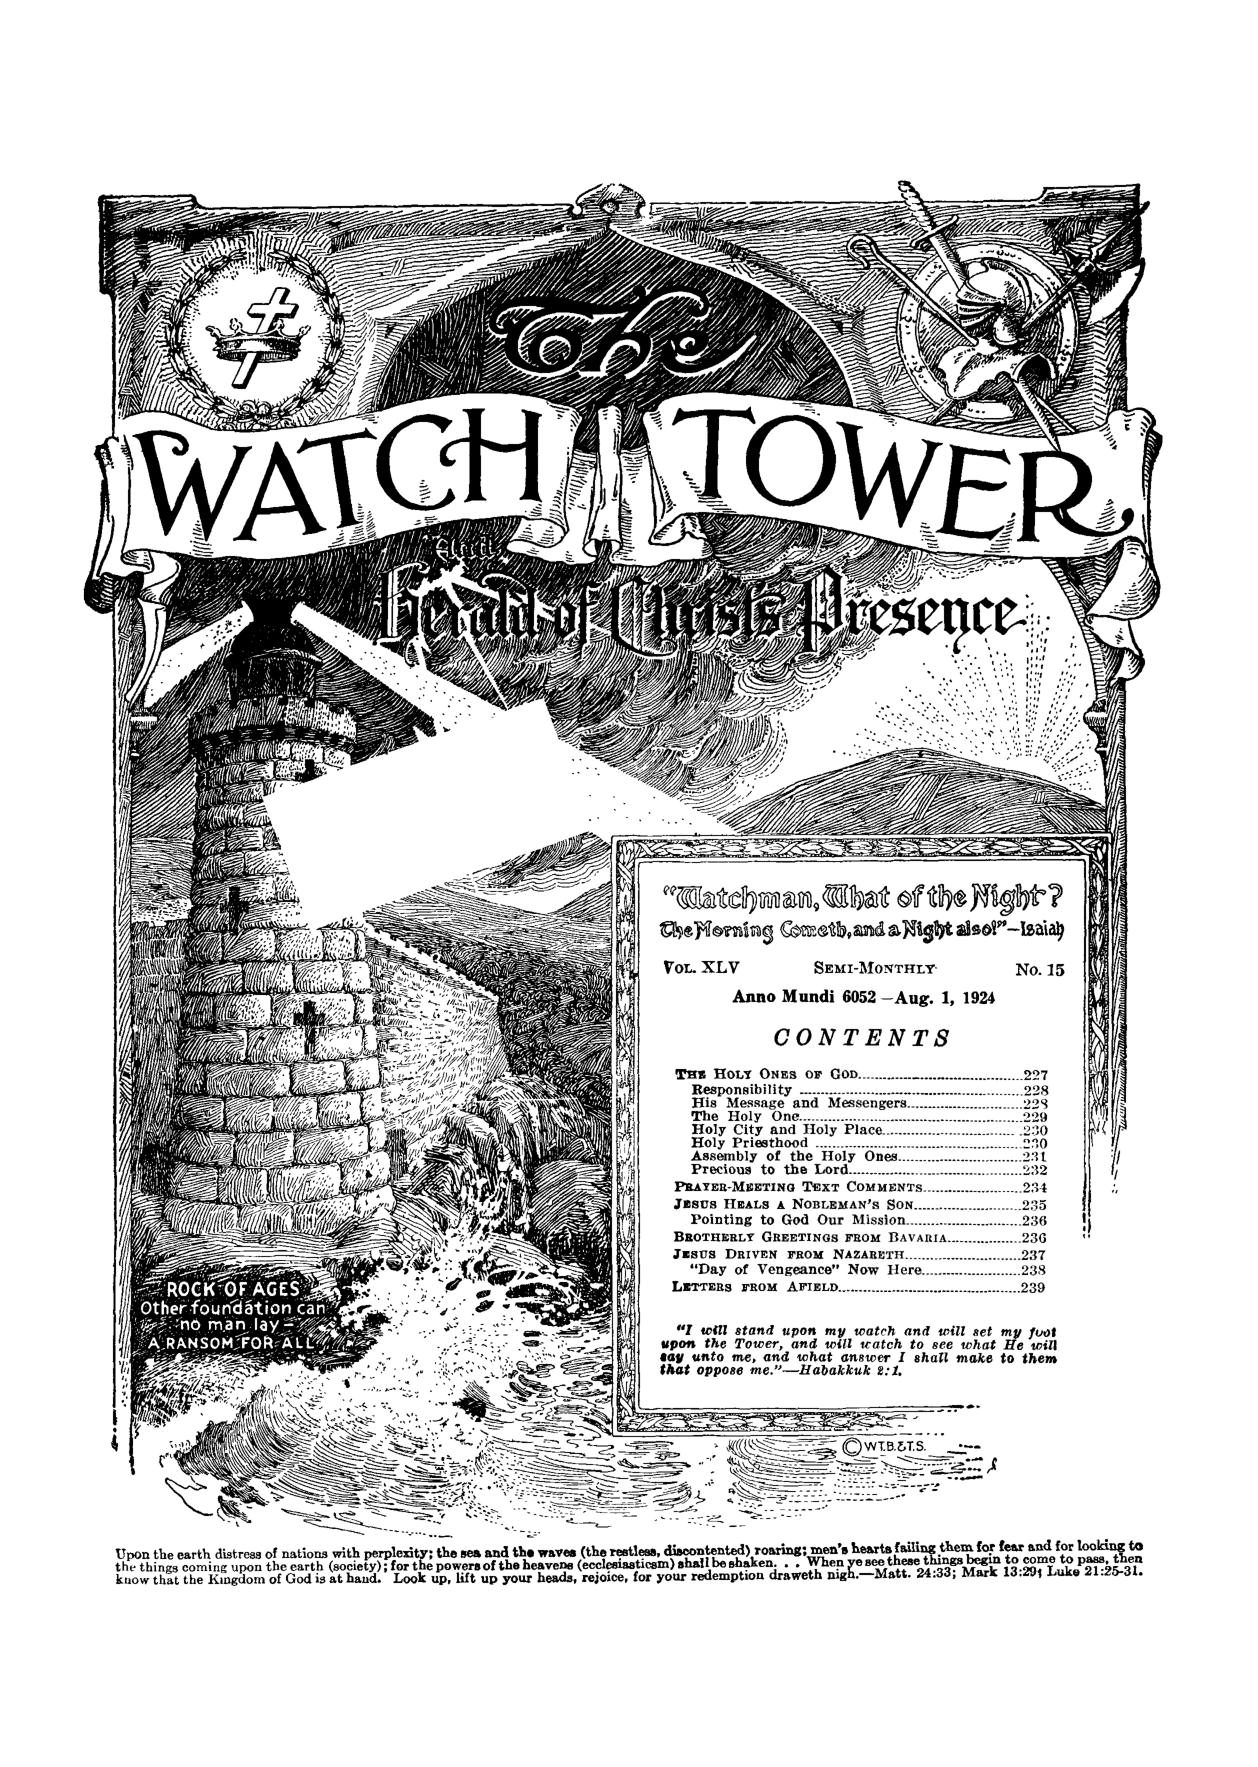 The
WATCH TOWER
And
Herald of Christs Presence
"Watchman, What of the Night?
The Morning Cometh, and a Night also!"—Isaiah
VOL. XLV SEMI-MONTHLY No. 15
Anno Mundi 6052—Aug. 1, 1924
CONTENTS
THE HOLY ONES OF GOD 227
Responsibility 228
His Message and Messengers 228
The Holy One 229
Holy City and Holy Place 230
Holy Priesthood 230
Assembly of the Holy Ones 231
Precious to the Lord 232
PRAYER-MEETING TEXT COMMENTS 234
JESUS HEALS A NOBLEMAN'S SON 235
Pointing to God Our Mission 236
BROTHERLY GREETINGS FROM BAVARIA 236
JESUS DRIVEN FROM NAZARETH 237
"Day of Vengeance" Now Here 238
LETTERS FROM AFIELD 239
"I will stand upon my watch and will set my foot
upon the Tower, and will watch to see what He will
say unto me, and what answer I shall make to them
that oppose me."—Habakkuk 2:1.
ROCK OF AGES
Other foundation can
no man lay—
A RANSOM FOR ALL
©W.T.B.&T.S.
Upon the earth distress of nations with perplexity; the sea and the waves (the restless, discontented) roaring; men's hearts failing them for fear and for looking to
the things coming upon the earth (society); for the powers of the heavens (ecclesiasticsm) shall be shaken. . . When ye see these things begin to come to pass, then
know that the Kingdom of God is at hand. Look up, lift up your heads, rejoice, for your redemption draweth nigh.—Matt. 24:33; Mark 13:29; Luke 21:25-31.